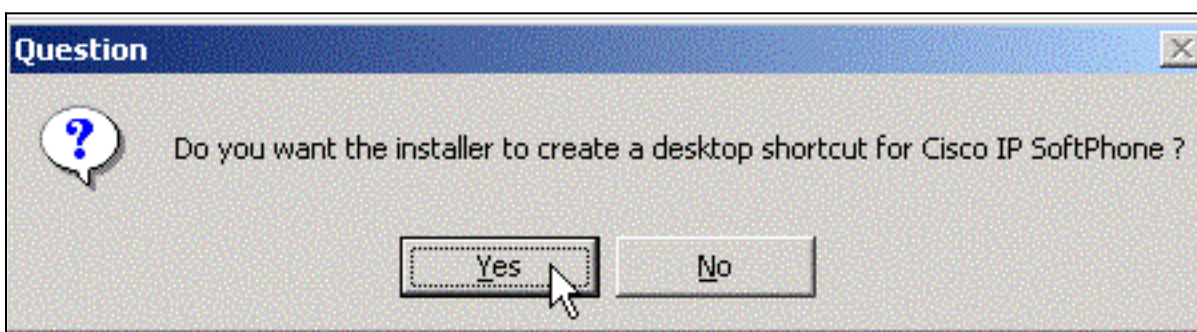 Question
Do you want the installer to create a desktop shortcut for Cisco IP SoftPhone ?
Yes
No